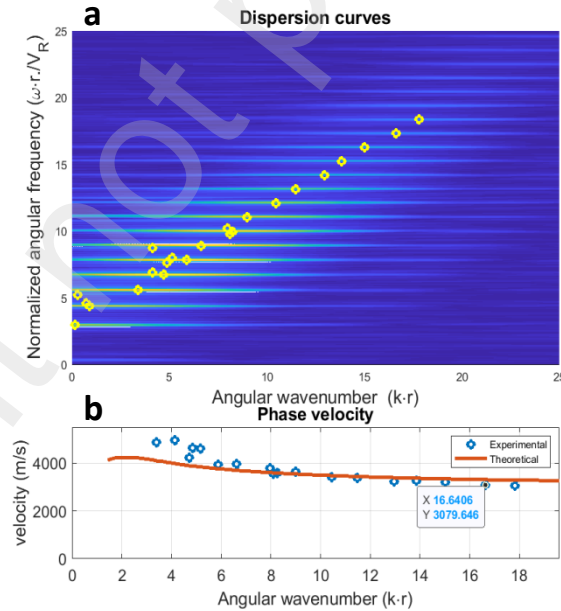 a
Dispersion curves
Normalized angular frequency (ω·r./V_R)
25
20
15
10
5
0
0 5 10 15 20 25
Angular wavenumber (k·r)
b
Phase velocity
velocity (m/s)
4000
2000
0
Experimental
Theoretical
X 16.6406
Y 3079.646
0 2 4 6 8 10 12 14 16 18
Angular wavenumber (k·r)
not p